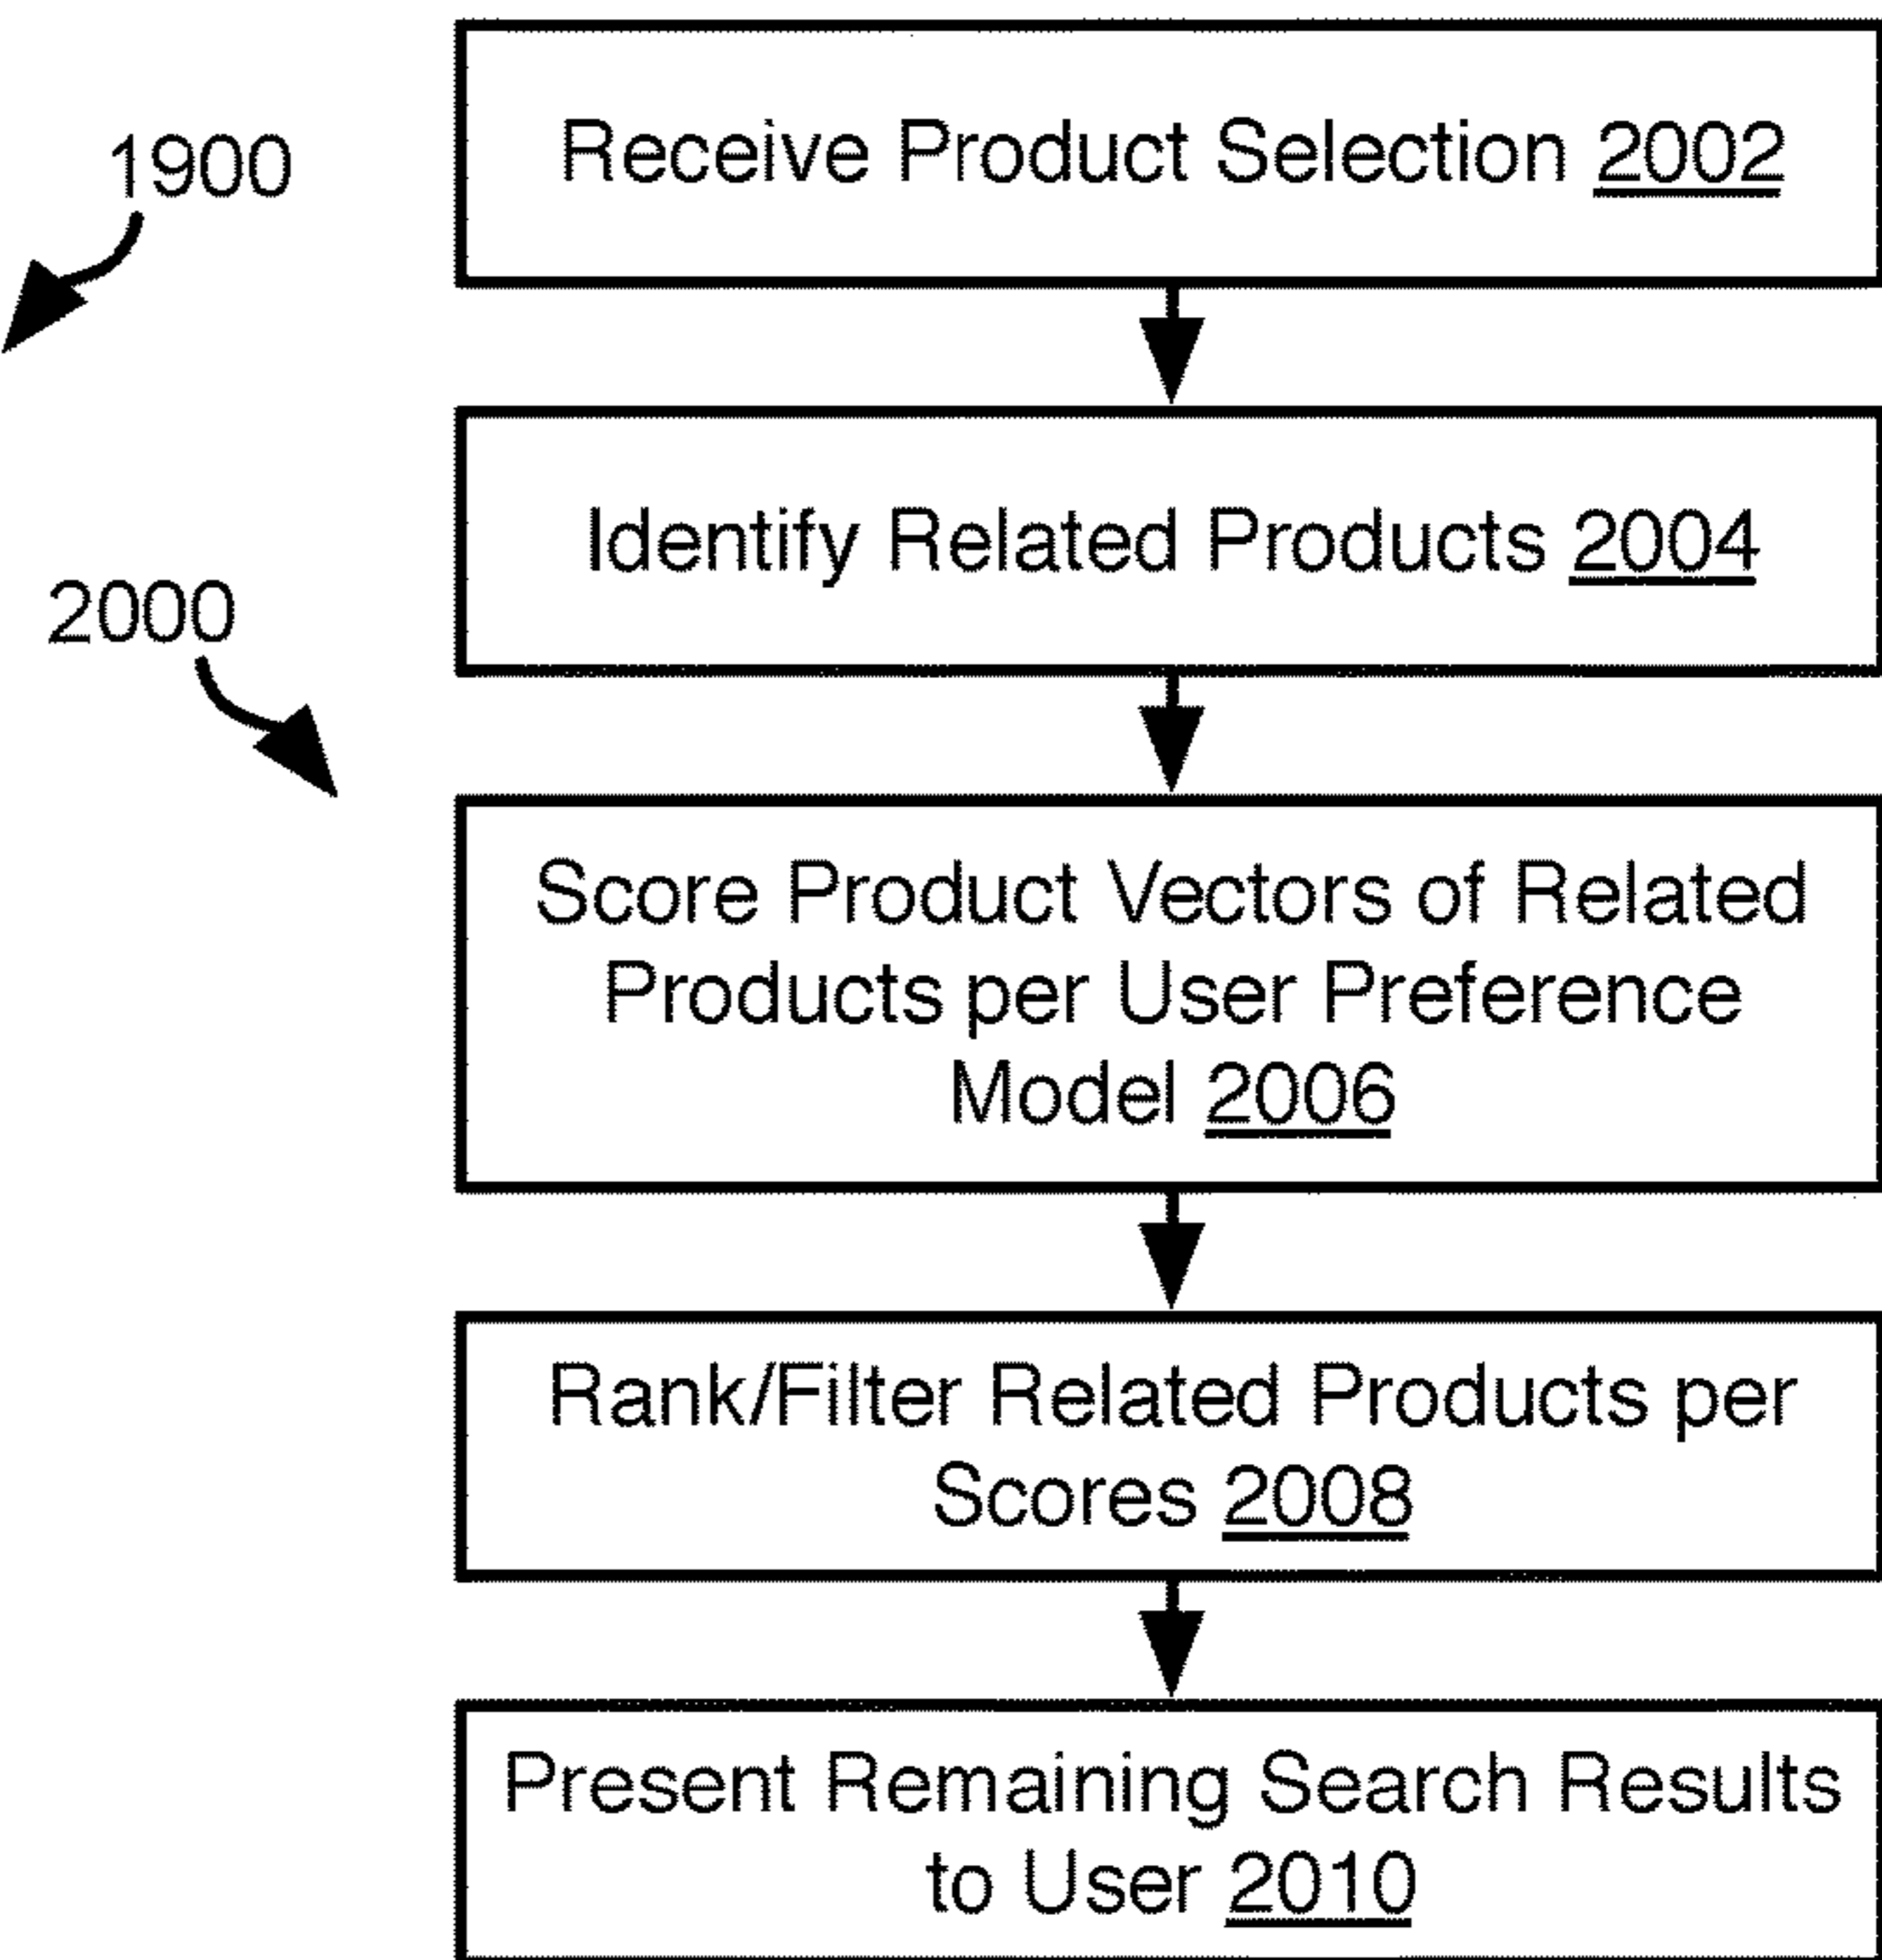 1900
Receive Product Selection 2002
Identify Related Products 2004
2000
Score Product Vectors of Related
Products per User Preference
Model 2006
Rank/Filter Related Products per
Scores 2008
Present Remaining Search Results
to User 2010